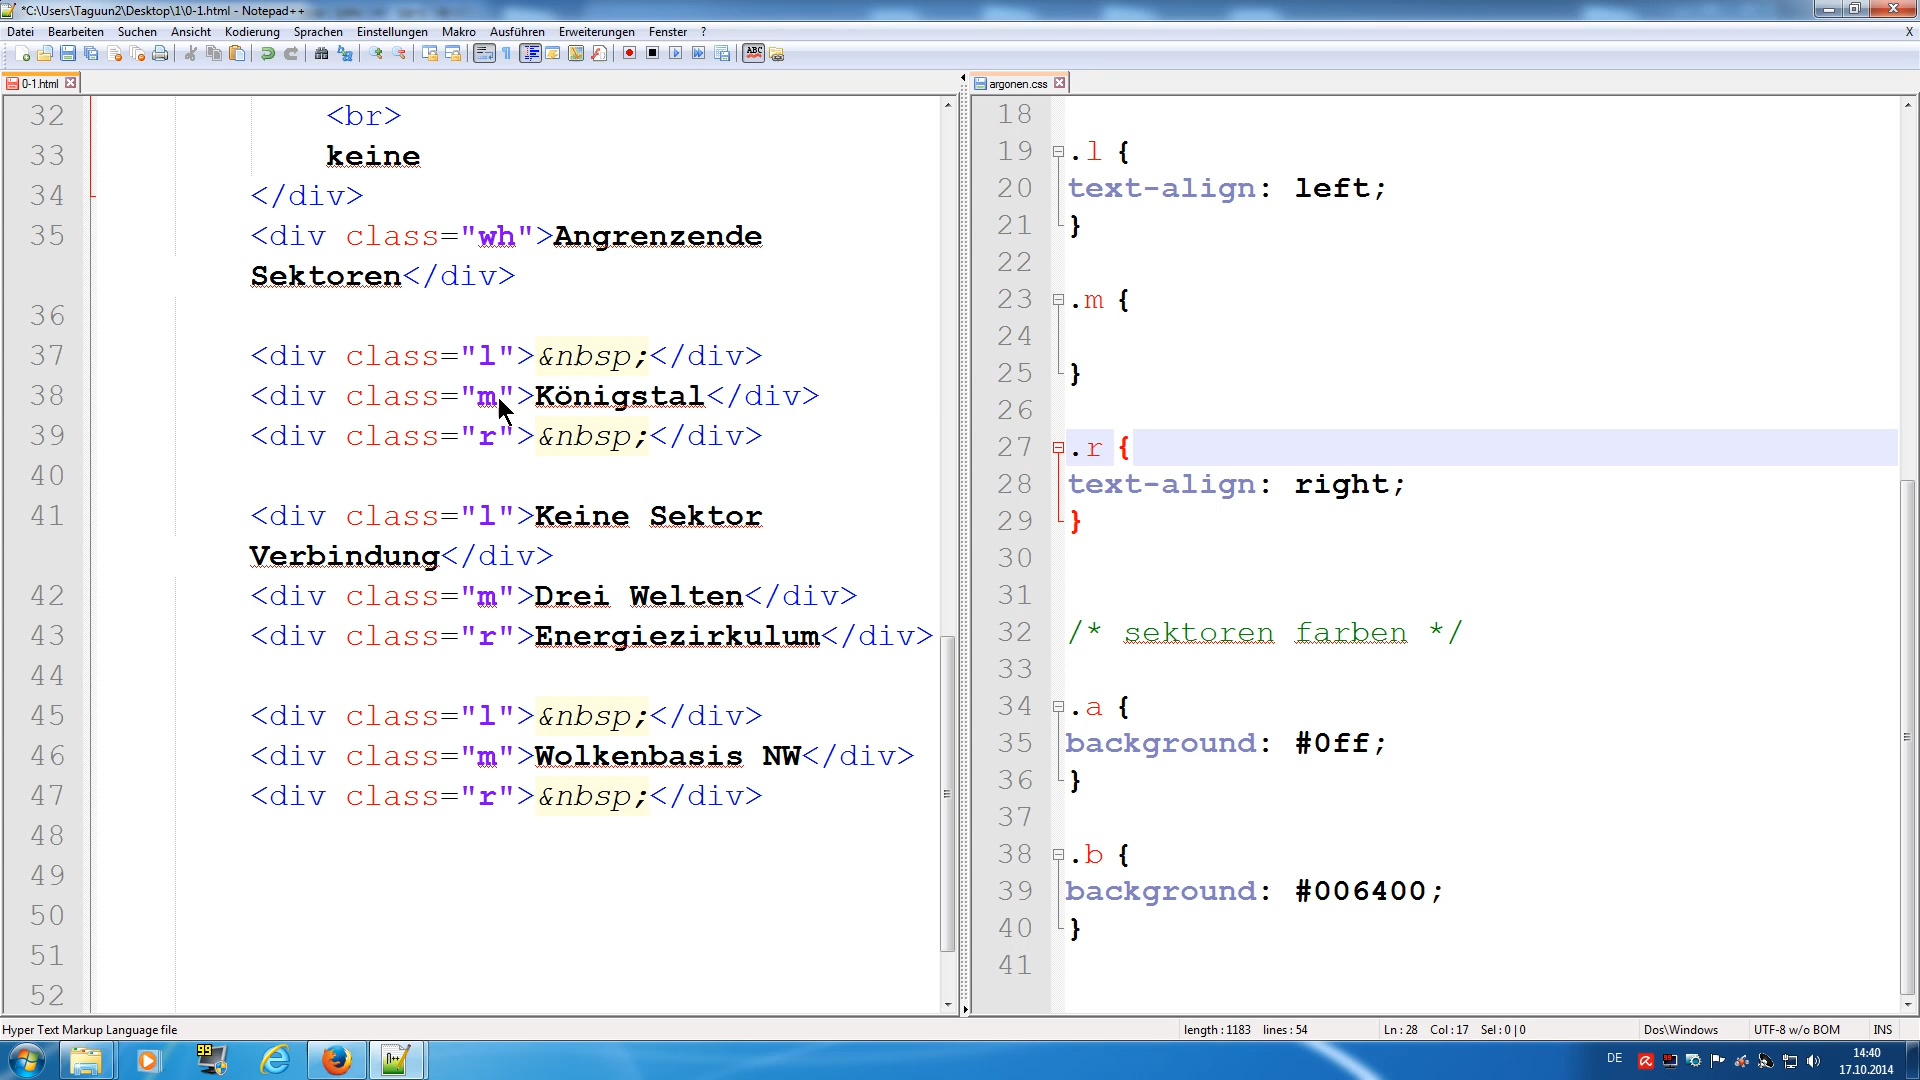 *C:\Users\Taguun2\Desktop\1\0-1.html - Notepad++
Datei Bearbeiten Suchen Ansicht Kodierung Sprachen Einstellungen Makro Ausführen Erweiterungen Fenster ? X
ABC
0-1.html
32 <br>
33 keine
34 </div>
35 <div class="wh">Angrenzende
Sektoren</div>
36
37 <div class="l">&nbsp;</div>
38 <div class="m">Königstal</div>
39 <div class="r">&nbsp;</div>
40
41 <div class="l">Keine Sektor
Verbindung</div>
42 <div class="m">Drei Welten</div>
43 <div class="r">Energiezirkulum</div>
44
45 <div class="l">&nbsp;</div>
46 <div class="m">Wolkenbasis NW</div>
47 <div class="r">&nbsp;</div>
48
49
50
51
52
argonen.css
18
19 .l {
20 text-align: left;
21 }
22
23 .m {
24
25 }
26
27 .r {
28 text-align: right;
29 }
30
31
32 /* sektoren farben */
33
34 .a {
35 background: #0ff;
36 }
37
38 .b {
39 background: #006400;
40 }
41
Hyper Text Markup Language file length : 1183 lines : 54 Ln : 28 Col : 17 Sel : 0 | 0 Dos\Windows UTF-8 w/o BOM INS
99
n++
DE
14:40
17.10.2014